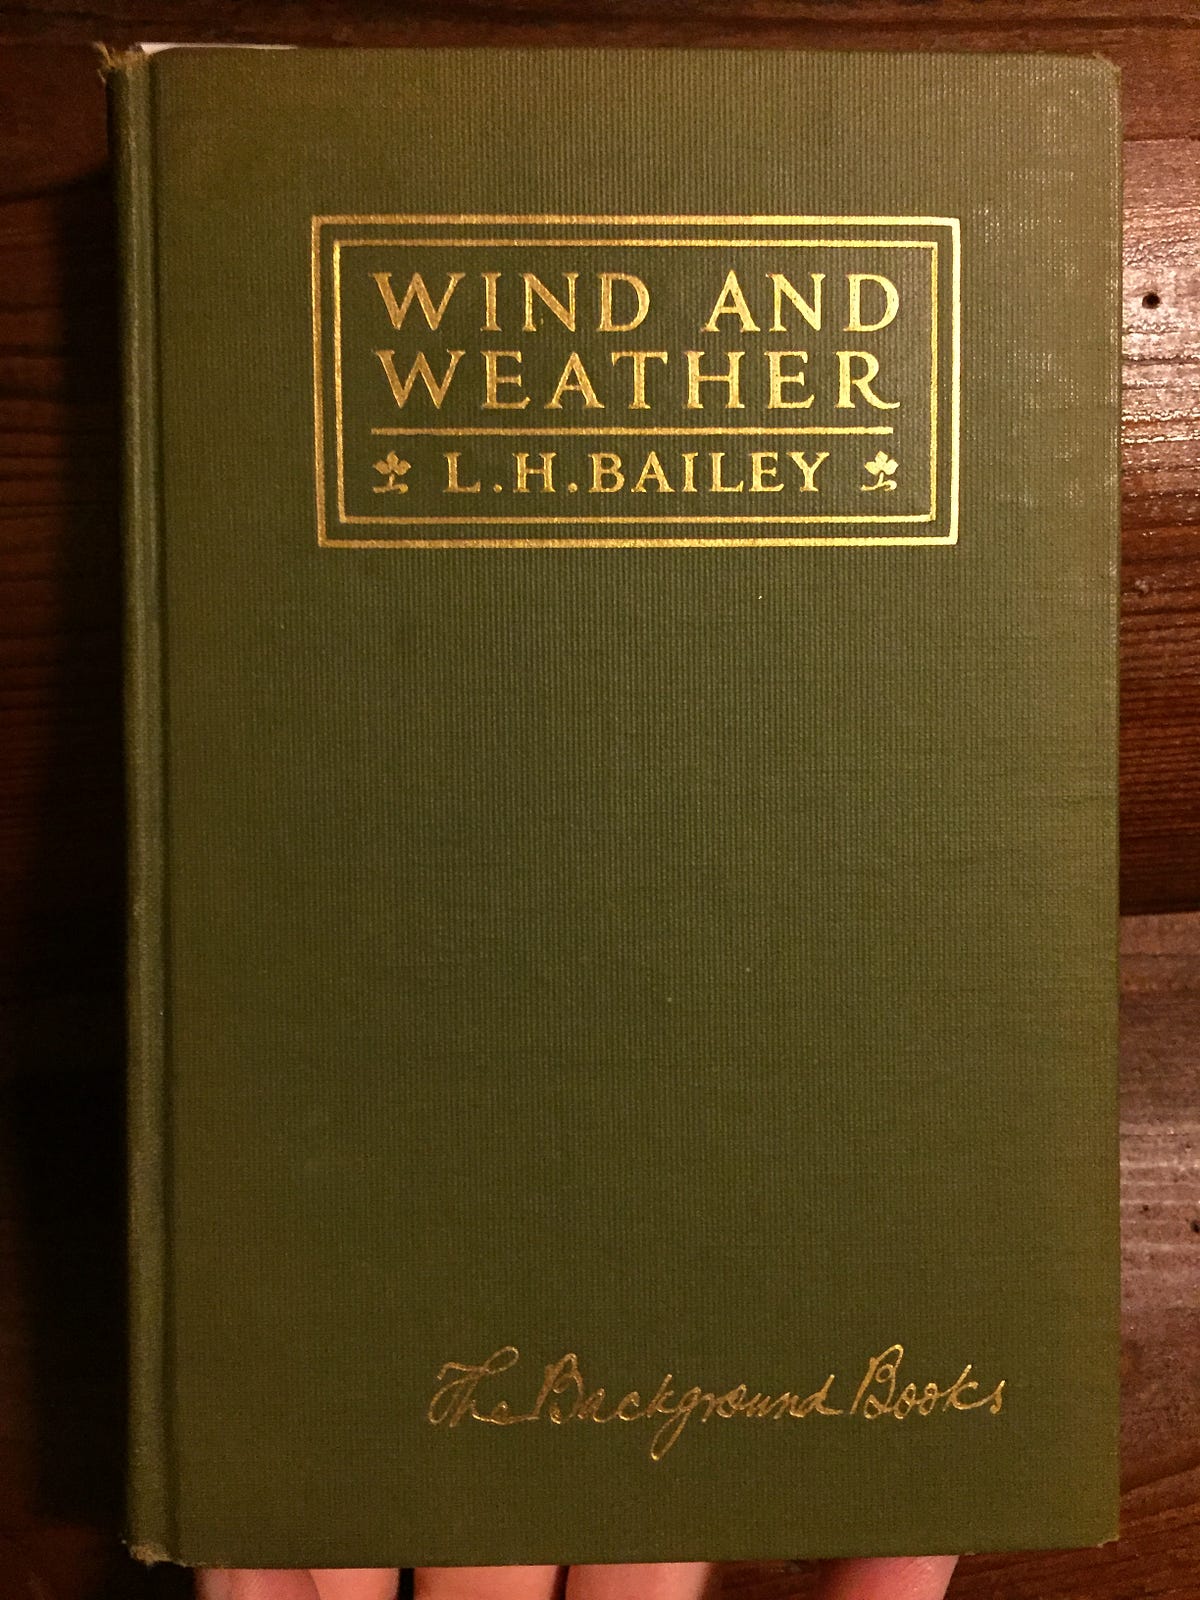 WIND AND
WEATHER
L.H.BAILEY
The Background Books